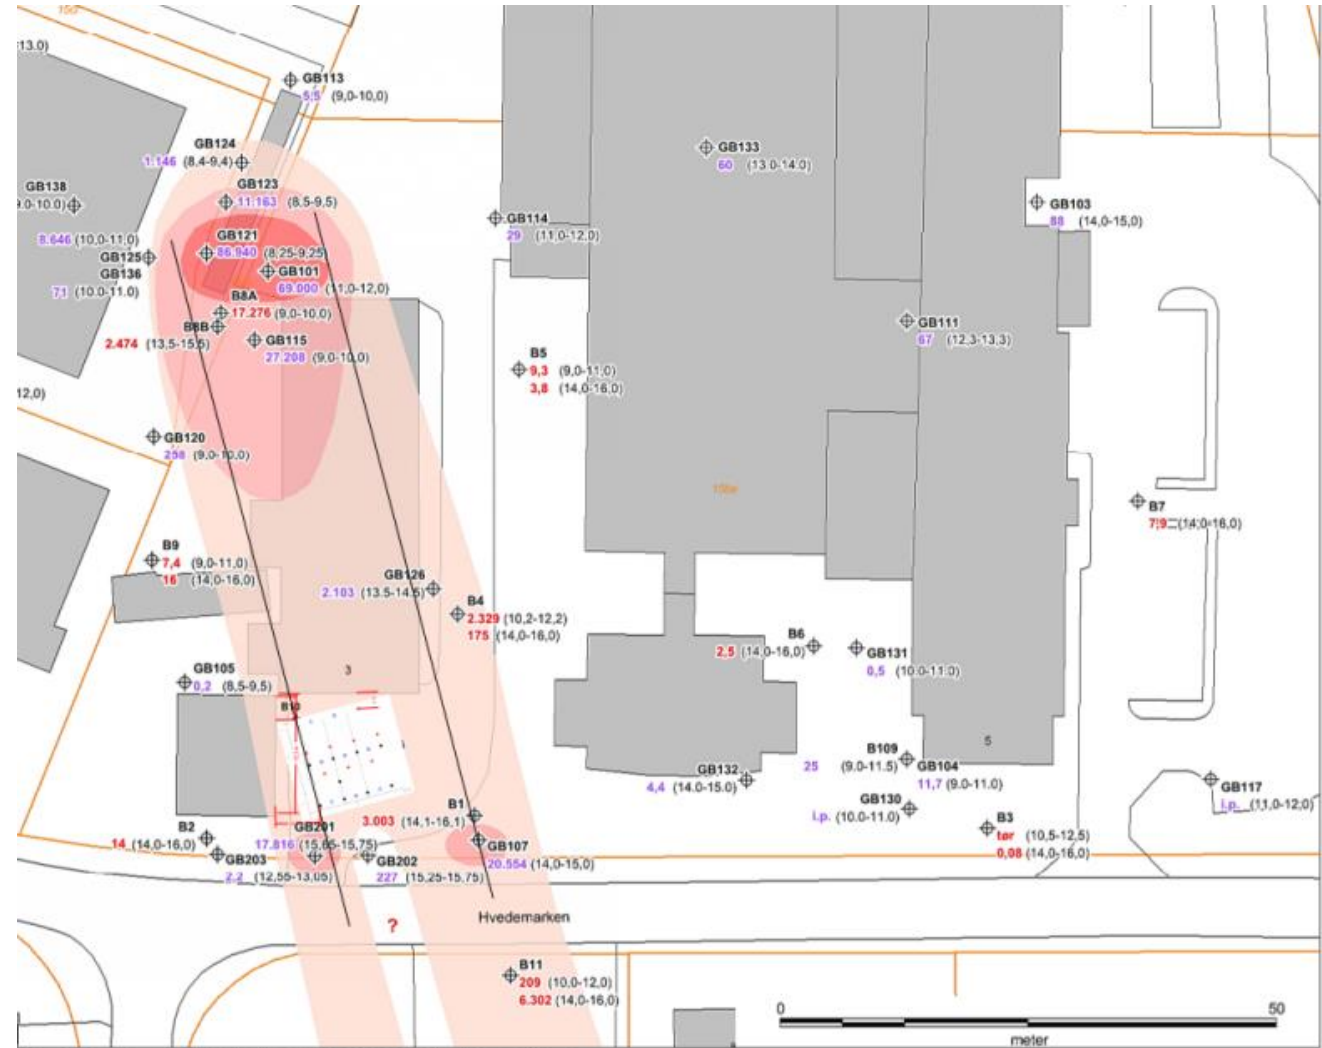 15o
13.0)
GB113
5,5 (9,0-10,0)
GB124
1.146 (8,4-9,4)
GB133
60 (13.0-14.0)
GB123
11.163 (8,5-9,5)
GB138
9.0-10.0)
GB103
88 (14,0-15,0)
GB114
29 (11,0-12,0)
GB121
86.940 (8,25-9,25)
8.646 (10,0-11,0)
GB125
GB136
71 (10.0-11.0)
GB101
69.000 (11,0-12,0)
B8A
17.276 (9,0-10,0)
B8B
2.474 (13,5-15,5)
GB115
27.208 (9,0-10,0)
GB111
67 (12,3-13,3)
B5
9,3 (9,0-11,0)
3,8 (14,0-16,0)
12,0)
GB120
258 (9,0-10,0)
B7
7,9 (14,0-16,0)
B9
7,4 (9,0-11,0)
16 (14,0-16,0)
GB126
2.103 (13.5-14.5)
B4
2.329 (10,2-12,2)
175 (14,0-16,0)
B6
2,5 (14,0-16,0)
GB131
0,5 (10.0-11.0)
GB105
0,2 (8,5-9,5)
3
B10
5
B109
25 (9.0-11.5)
GB104
11,7 (9.0-11.0)
GB132
4,4 (14.0-15.0)
GB130
i.p. (10.0-11.0)
GB117
i.p. (11,0-12,0)
B3
tør (10,5-12,5)
0,08 (14,0-16,0)
B1
3.003 (14,1-16,1)
B2
14 (14,0-16,0)
GB201
17.816 (15,65-15,75)
GB107
20.554 (14,0-15,0)
GB203
2,2 (12,55-13,05)
GB202
227 (15,25-15,75)
Hvedemarken
?
B11
209 (10,0-12,0)
6.302 (14,0-16,0)
0 50
meter